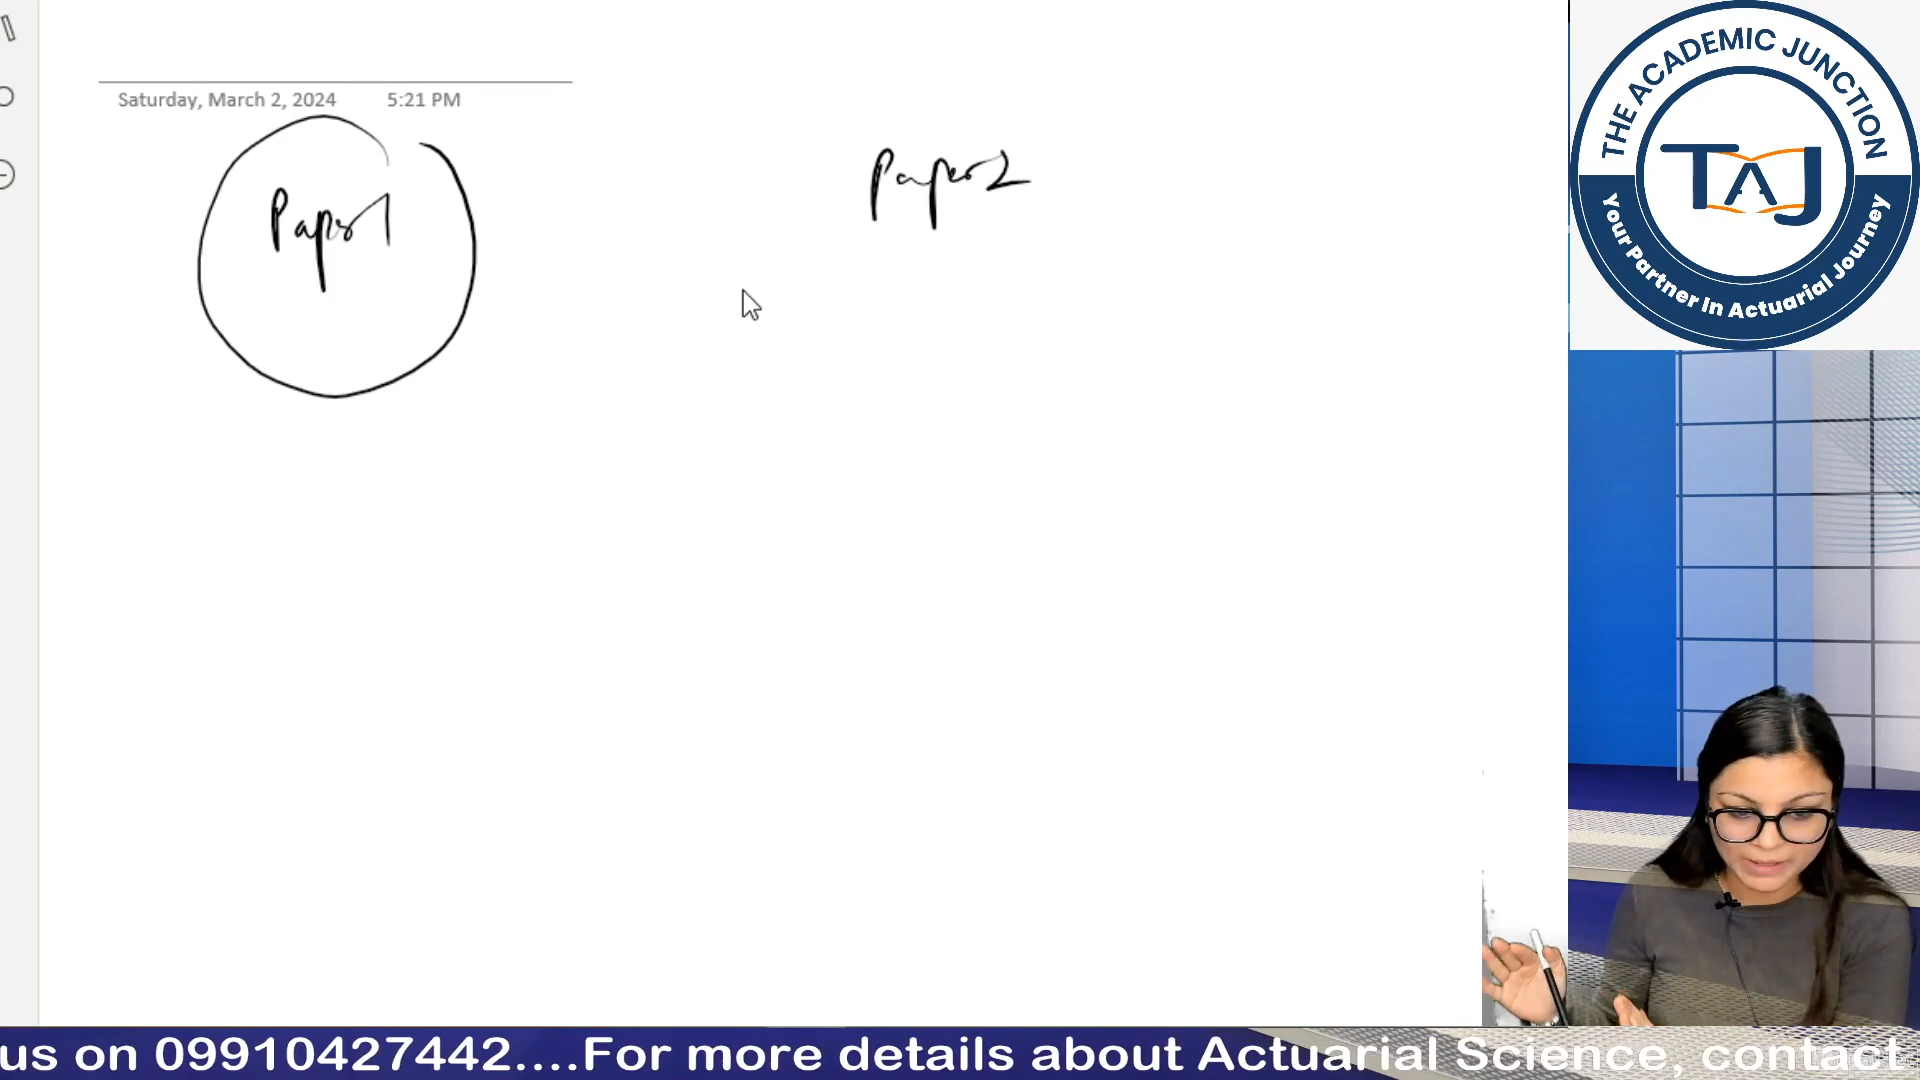 Saturday, March 2, 2024 5:21 PM
Paper 1
Paper 2
THE ACADEMIC JUNCTION
TAJ
Your Partner In Actuarial Journey
us on 09910427442....For more details about Actuarial Science, contact